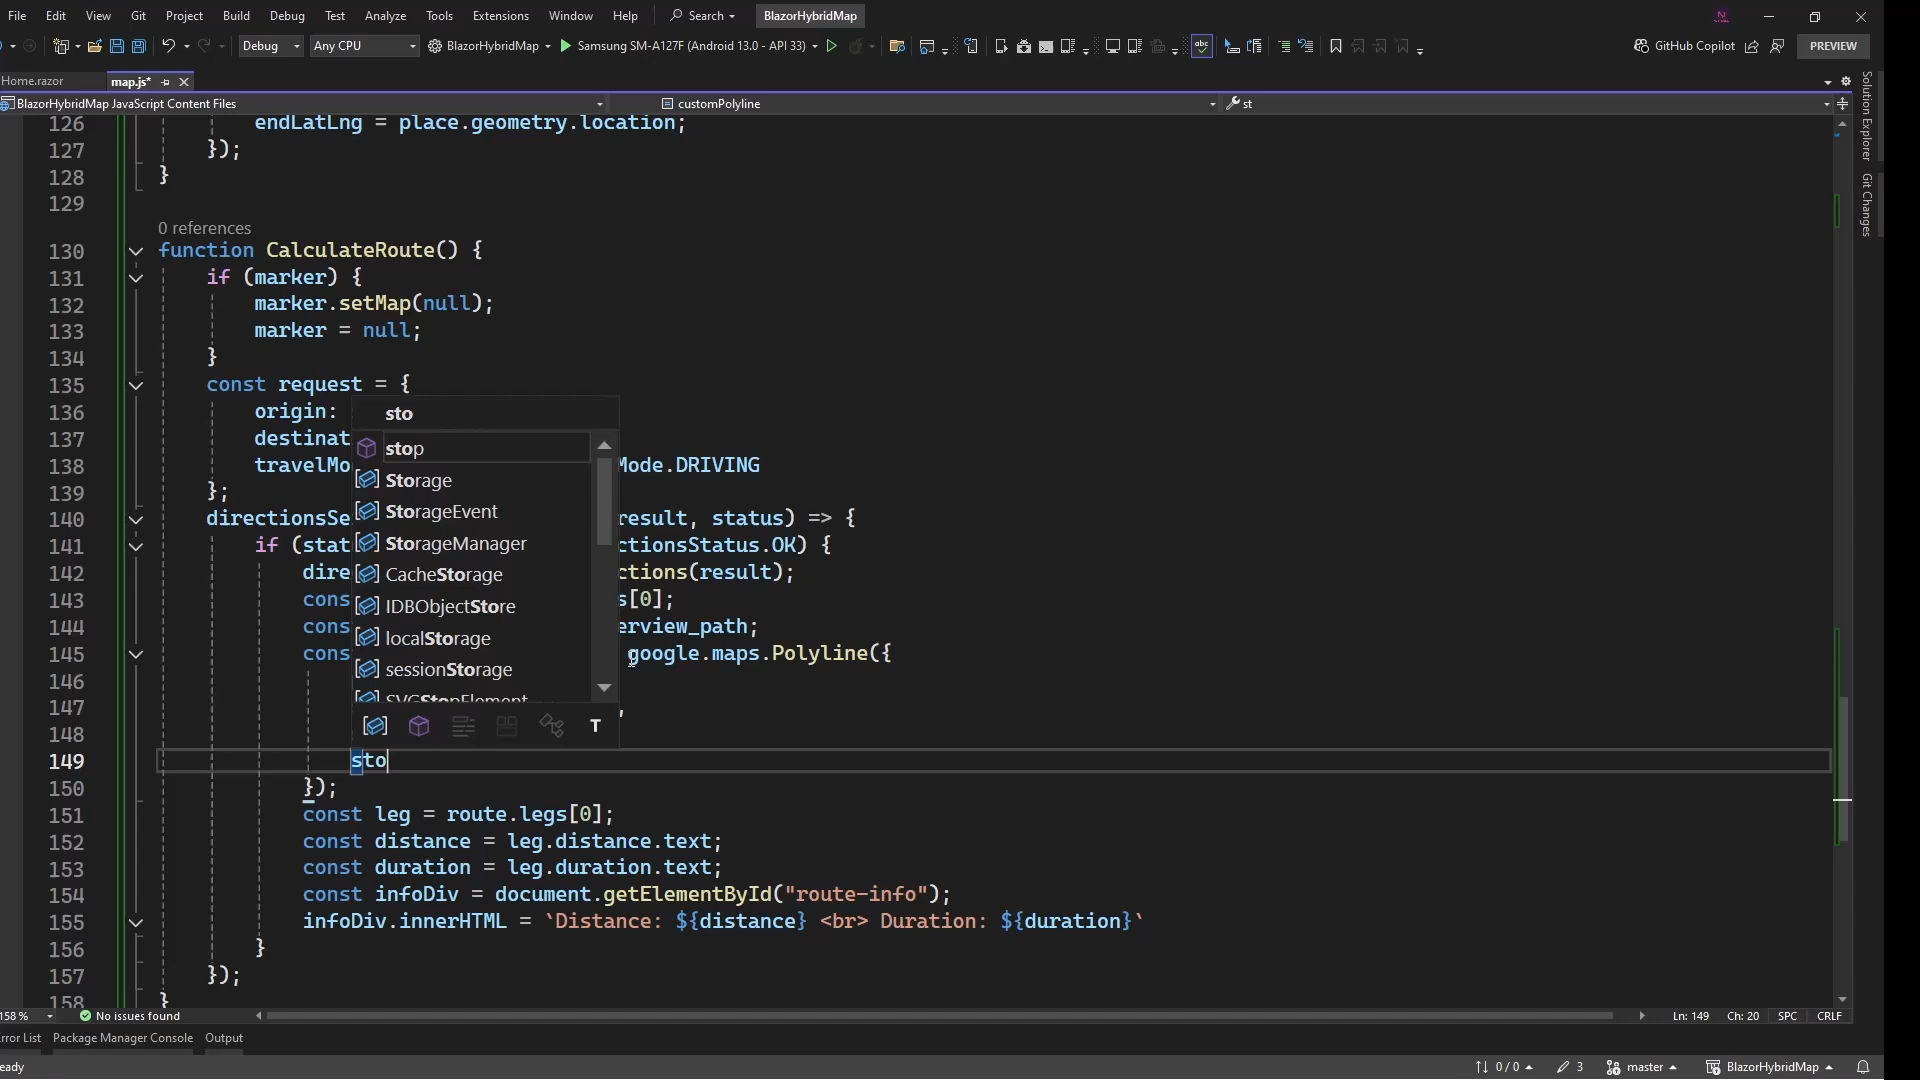 File Edit View Git Project Build Debug Test Analyze Tools Extensions Window Help Search BlazorHybridMap
Debug Any CPU BlazorHybridMap Samsung SM-A127F (Android 13.0 - API 33) GitHub Copilot PREVIEW
Home.razor map.js*
BlazorHybridMap JavaScript Content Files customPolyline st
Solution Explorer
Git Changes
126 endLatLng = place.geometry.location;
127 });
128 }
129
0 references
130 function CalculateRoute() {
131 if (marker) {
132 marker.setMap(null);
133 marker = null;
134 }
135 const request = {
136 origin:
137 destinat
138 travelMo Mode.DRIVING
139 };
140 directionsSe result, status) => {
141 if (stat ctionsStatus.OK) {
142 dire ctions(result);
143 cons s[0];
144 cons erview_path;
145 cons google.maps.Polyline({
146
147 ,
148
149 sto
150 });
151 const leg = route.legs[0];
152 const distance = leg.distance.text;
153 const duration = leg.duration.text;
154 const infoDiv = document.getElementById("route-info");
155 infoDiv.innerHTML = `Distance: ${distance} <br> Duration: ${duration}`
156 }
157 });
158 }
sto
stop
Storage
StorageEvent
StorageManager
CacheStorage
IDBObjectStore
localStorage
sessionStorage
SVGStopElement
T
158 % No issues found Ln: 149 Ch: 20 SPC CRLF
rror List Package Manager Console Output
eady 0 / 0 3 master BlazorHybridMap